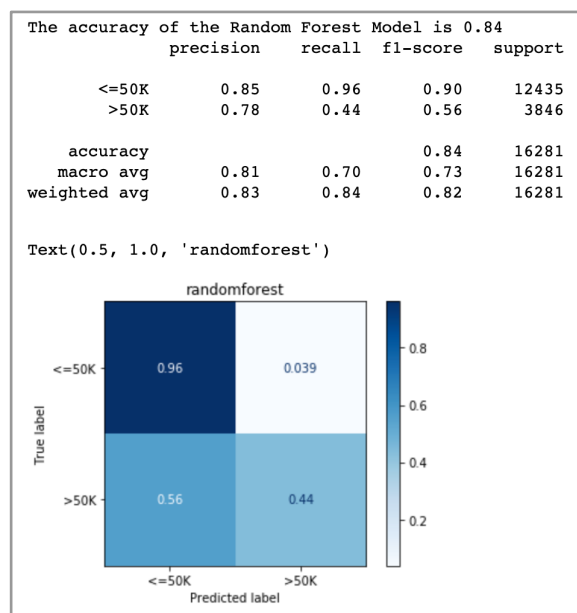 The accuracy of the Random Forest Model is 0.84
precision recall f1-score support
<=50K 0.85 0.96 0.90 12435
>50K 0.78 0.44 0.56 3846
accuracy 0.84 16281
macro avg 0.81 0.70 0.73 16281
weighted avg 0.83 0.84 0.82 16281
Text(0.5, 1.0, 'randomforest')
randomforest
<=50K 0.96 0.039
>50K 0.56 0.44
<=50K >50K
Predicted label
True label
0.8
0.6
0.4
0.2